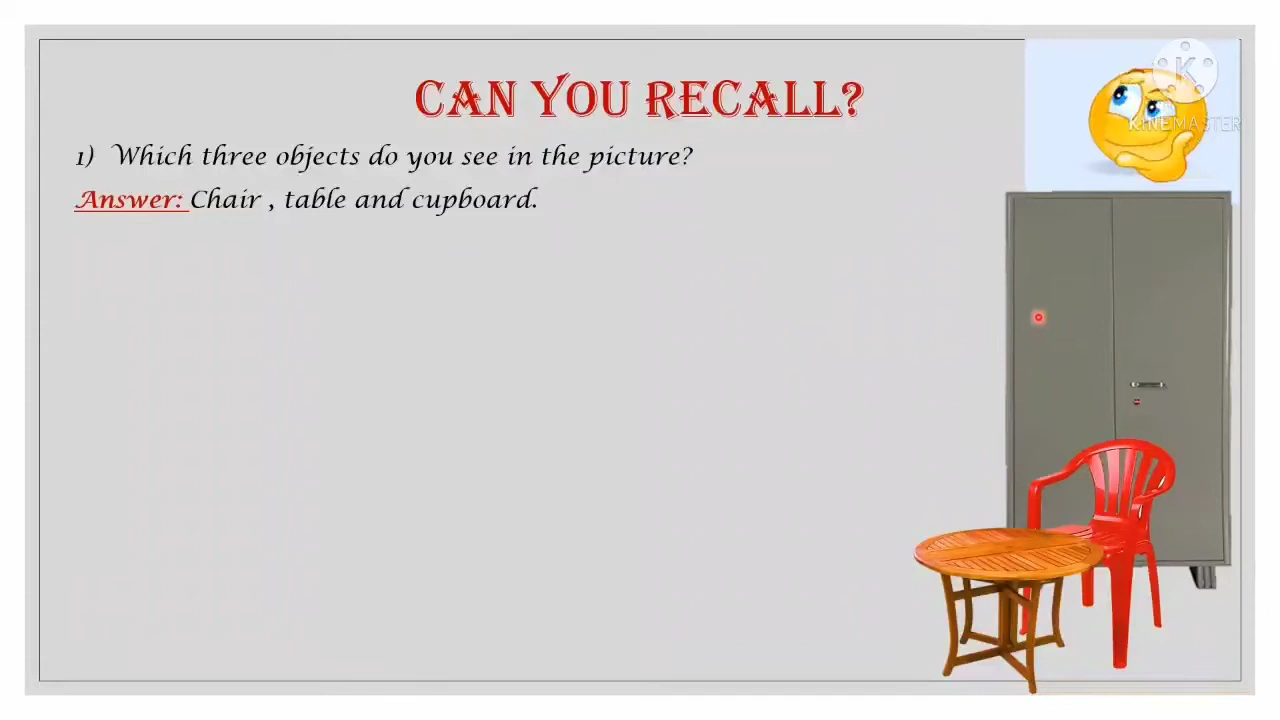 CAN YOU RECALL?
1) Which three objects do you see in the picture?
Answer: Chair , table and cupboard.
K
KINEMASTER